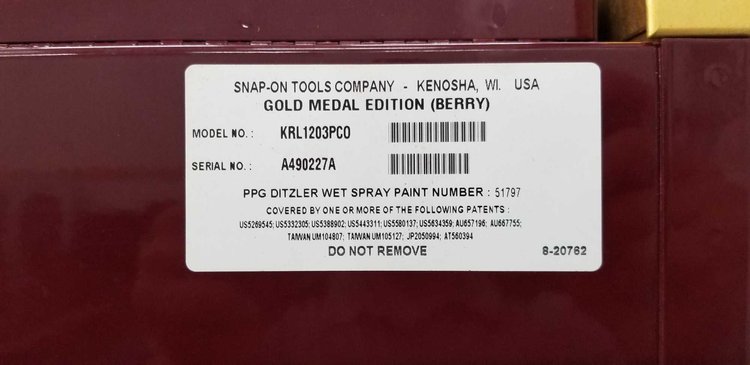 SNAP-ON TOOLS COMPANY - KENOSHA, WI. USA
GOLD MEDAL EDITION (BERRY)
MODEL NO. : KRL1203PCO
SERIAL NO. : A490227A
PPG DITZLER WET SPRAY PAINT NUMBER : 51797
COVERED BY ONE OR MORE OF THE FOLLOWING PATENTS :
US5269545; US5332305; US5388902; US5443311; US5580137; US5634359; AU657196; AU667755;
TAIWAN UM104807; TAIWAN UM105127; JP2050994; AT560394
DO NOT REMOVE 8-20762